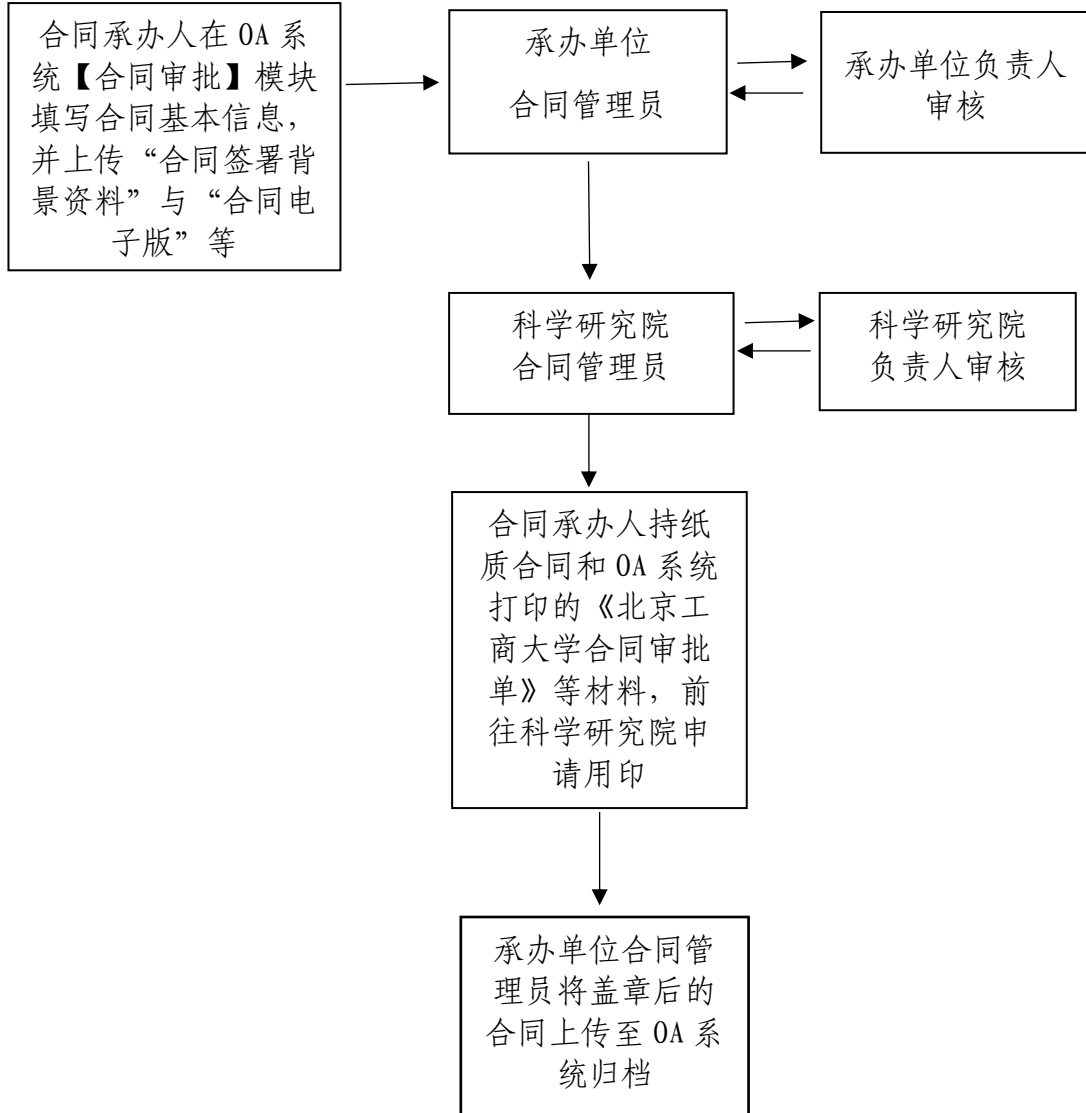 合同承办人在 OA 系
统【合同审批】模块
填写合同基本信息，
并上传“合同签署背
景资料”与“合同电
子版”等
承办单位
合同管理员
承办单位负责人
审核
科学研究院
合同管理员
科学研究院
负责人审核
合同承办人持纸
质合同和 OA 系统
打印的《北京工
商大学合同审批
单》等材料，前
往科学研究院申
请用印
承办单位合同管
理员将盖章后的
合同上传至 OA 系
统归档